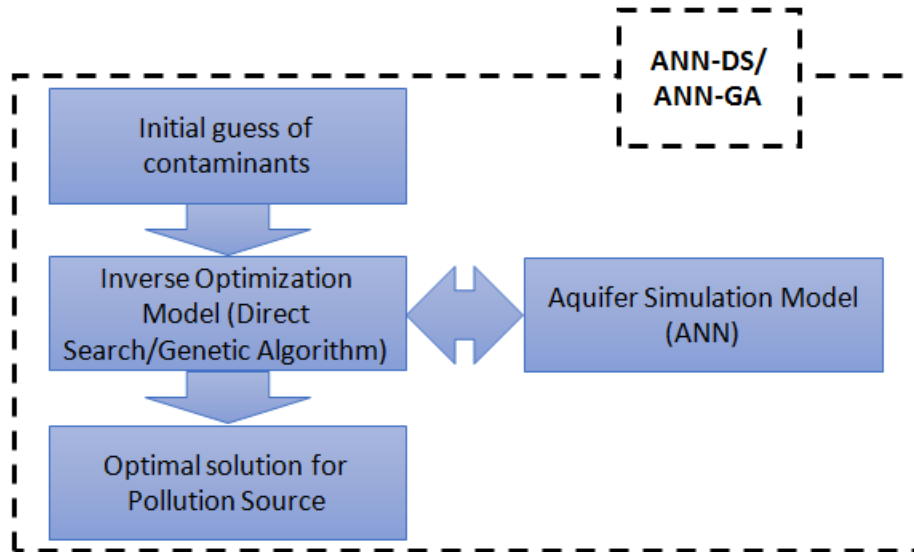 ANN-DS/
ANN-GA
Initial guess of
contaminants
Inverse Optimization
Model (Direct
Search/Genetic Algorithm)
Aquifer Simulation Model
(ANN)
Optimal solution for
Pollution Source